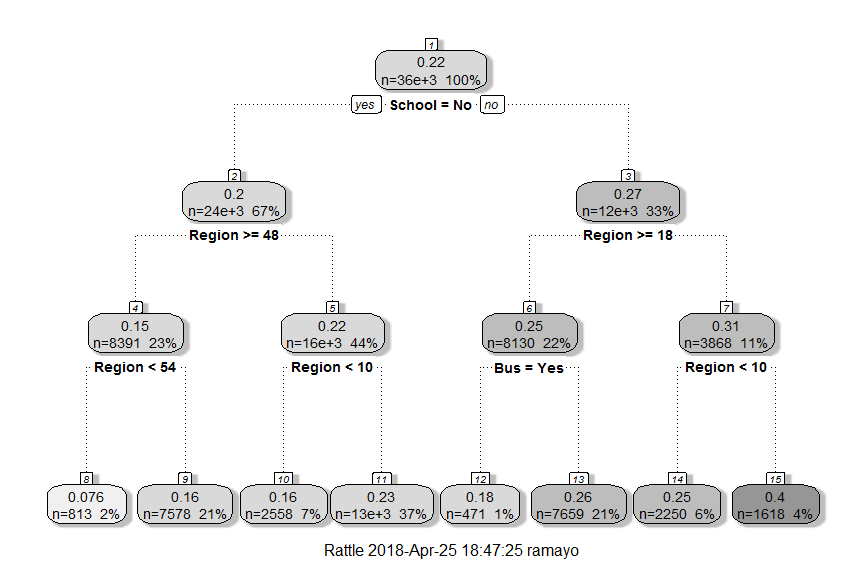 1
0.22
n=36e+3 100%
yes School = No no
2 3
0.2 0.27
n=24e+3 67% n=12e+3 33%
Region >= 48 Region >= 18
4 5 6 7
0.15 0.22 0.25 0.31
n=8391 23% n=16e+3 44% n=8130 22% n=3868 11%
Region < 54 Region < 10 Bus = Yes Region < 10
8 9 10 11 12 13 14 15
0.076 0.16 0.16 0.23 0.18 0.26 0.25 0.4
n=813 2% n=7578 21% n=2558 7% n=13e+3 37% n=471 1% n=7659 21% n=2250 6% n=1618 4%
Rattle 2018-Apr-25 18:47:25 ramayo